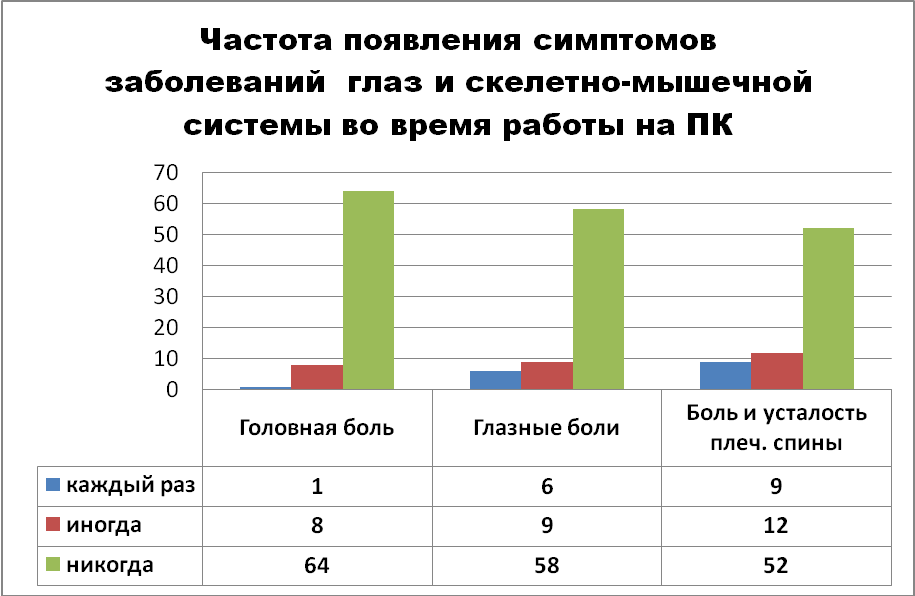 Частота появления симптомов
заболеваний глаз и скелетно-мышечной
системы во время работы на ПК
70
60
50
40
30
20
10
0
Головная боль
Глазные боли
Боль и усталость
плеч. спины
каждый раз 1 6 9
иногда 8 9 12
никогда 64 58 52